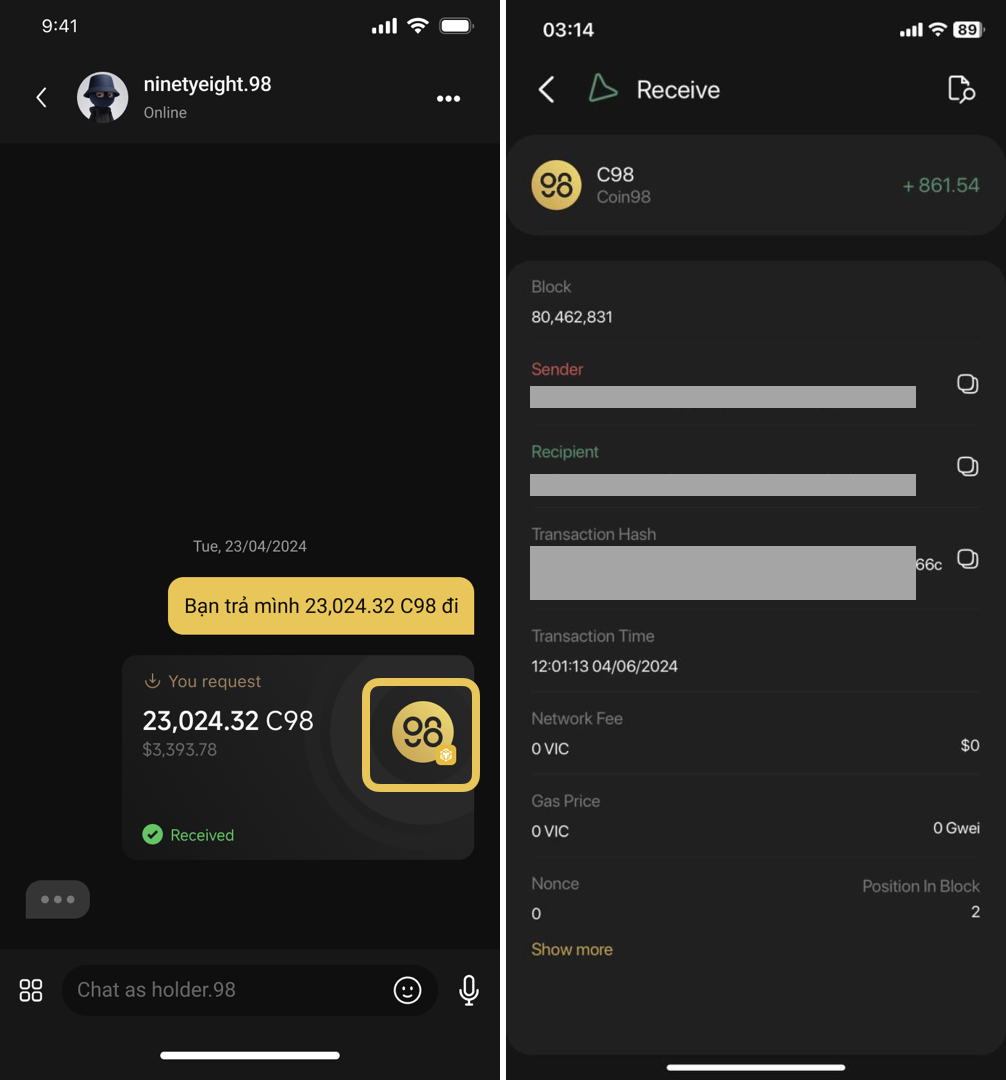 9:41
ninetyeight.98
Online
Tue, 23/04/2024
Bạn trả mình 23,024.32 C98 đi
You request
23,024.32 C98
$3,393.78
Received
Chat as holder.98
03:14
89
Receive
C98
Coin98
+ 861.54
Block
80,462,831
Sender
Recipient
Transaction Hash
66c
Transaction Time
12:01:13 04/06/2024
Network Fee
0 VIC
$0
Gas Price
0 VIC
0 Gwei
Nonce
Position In Block
0
2
Show more